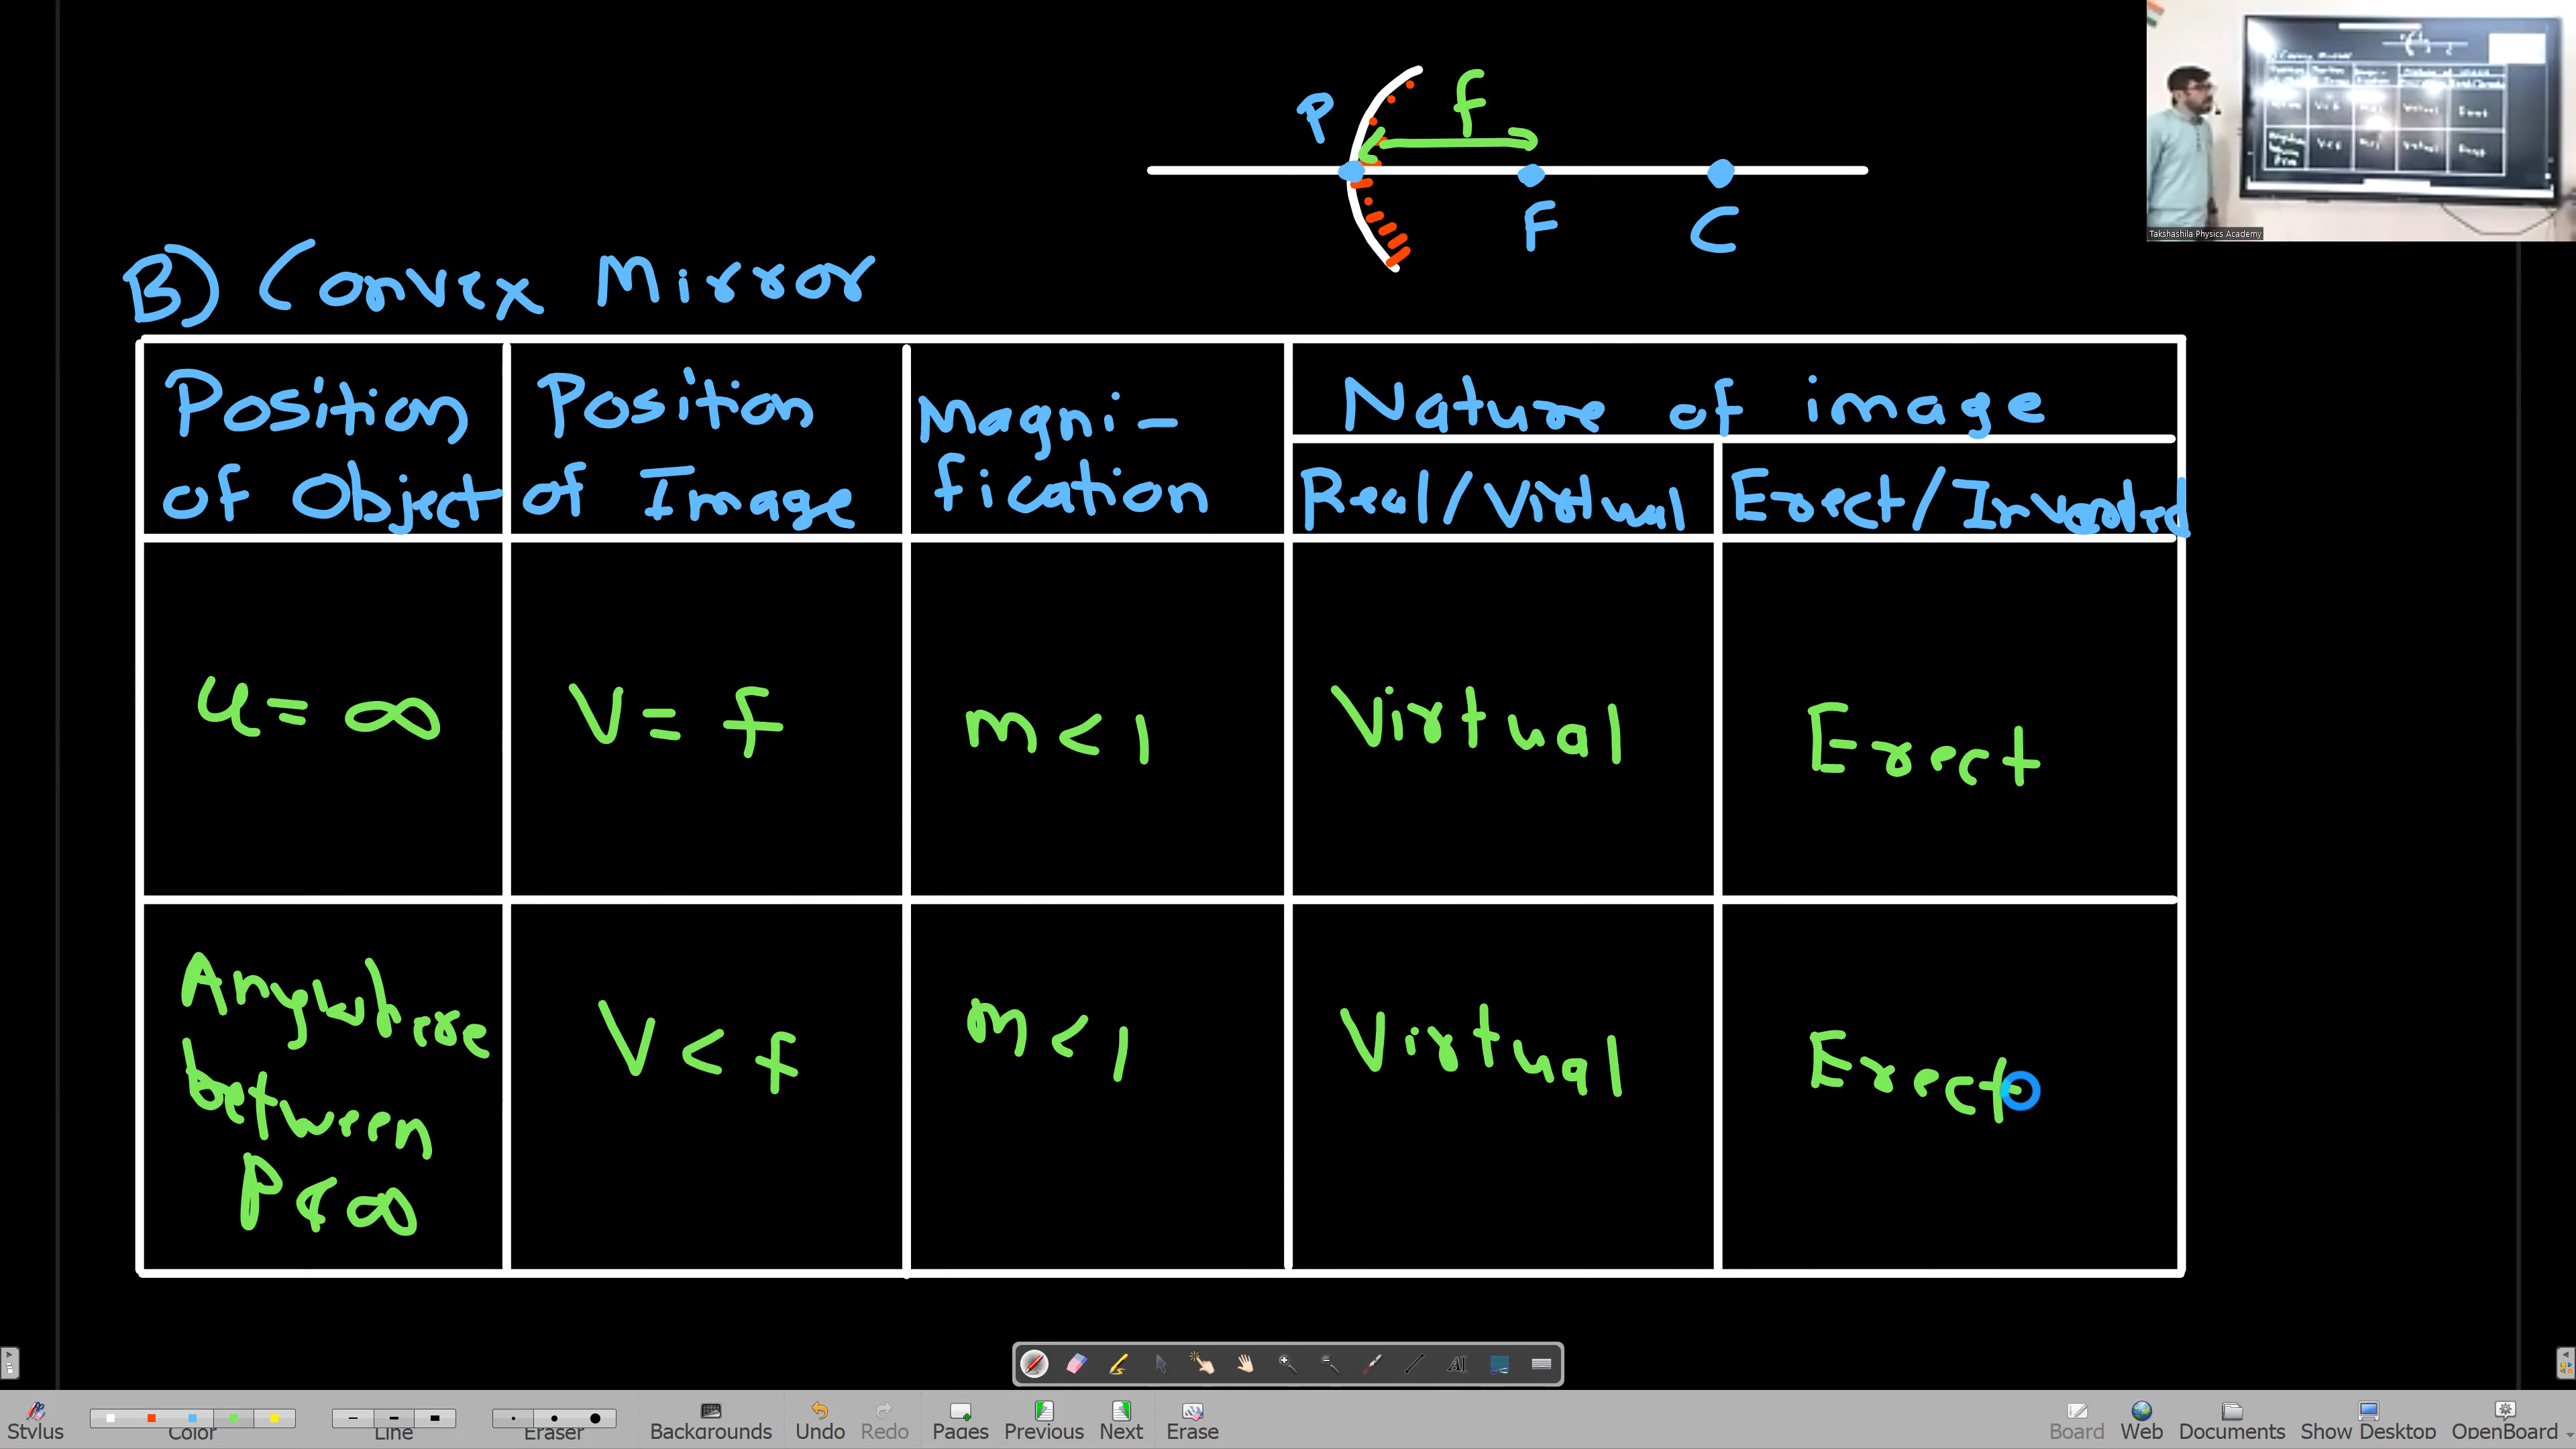 P
f
F
C
Takshashila Physics Academy
B) Convex Mirror
Position of Object
Position of Image
Magni-
fication
Nature of image
Real/Virtual
Erect/Inverted
u = ∞
V = f
m < 1
Virtual
Erect
Anywhere
between
P & ∞
V < f
m < 1
Virtual
Erect
Stylus
Color
Line
Eraser
Backgrounds
Undo
Redo
Pages
Previous
Next
Erase
Board
Web
Documents
Show Desktop
OpenBoard